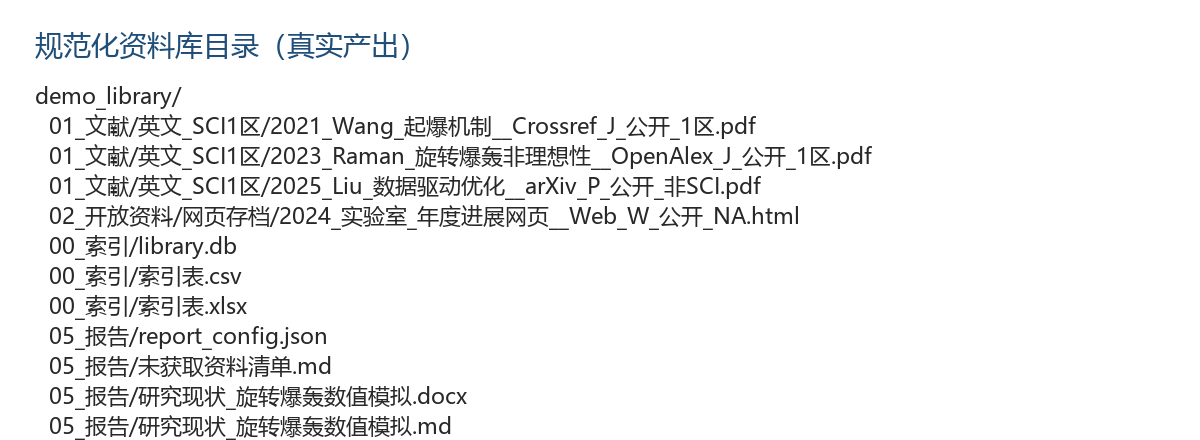 规范化资料库目录（真实产出）
demo_library/
01_文献/英文_SCI1区/2021_Wang_起爆机制__Crossref_J_公开_1区.pdf
01_文献/英文_SCI1区/2023_Raman_旋转爆轰非理想性__OpenAlex_J_公开_1区.pdf
01_文献/英文_SCI1区/2025_Liu_数据驱动优化__arXiv_P_公开_非SCI.pdf
02_开放资料/网页存档/2024_实验室_年度进展网页__Web_W_公开_NA.html
00_索引/library.db
00_索引/索引表.csv
00_索引/索引表.xlsx
05_报告/report_config.json
05_报告/未获取资料清单.md
05_报告/研究现状_旋转爆轰数值模拟.docx
05_报告/研究现状_旋转爆轰数值模拟.md